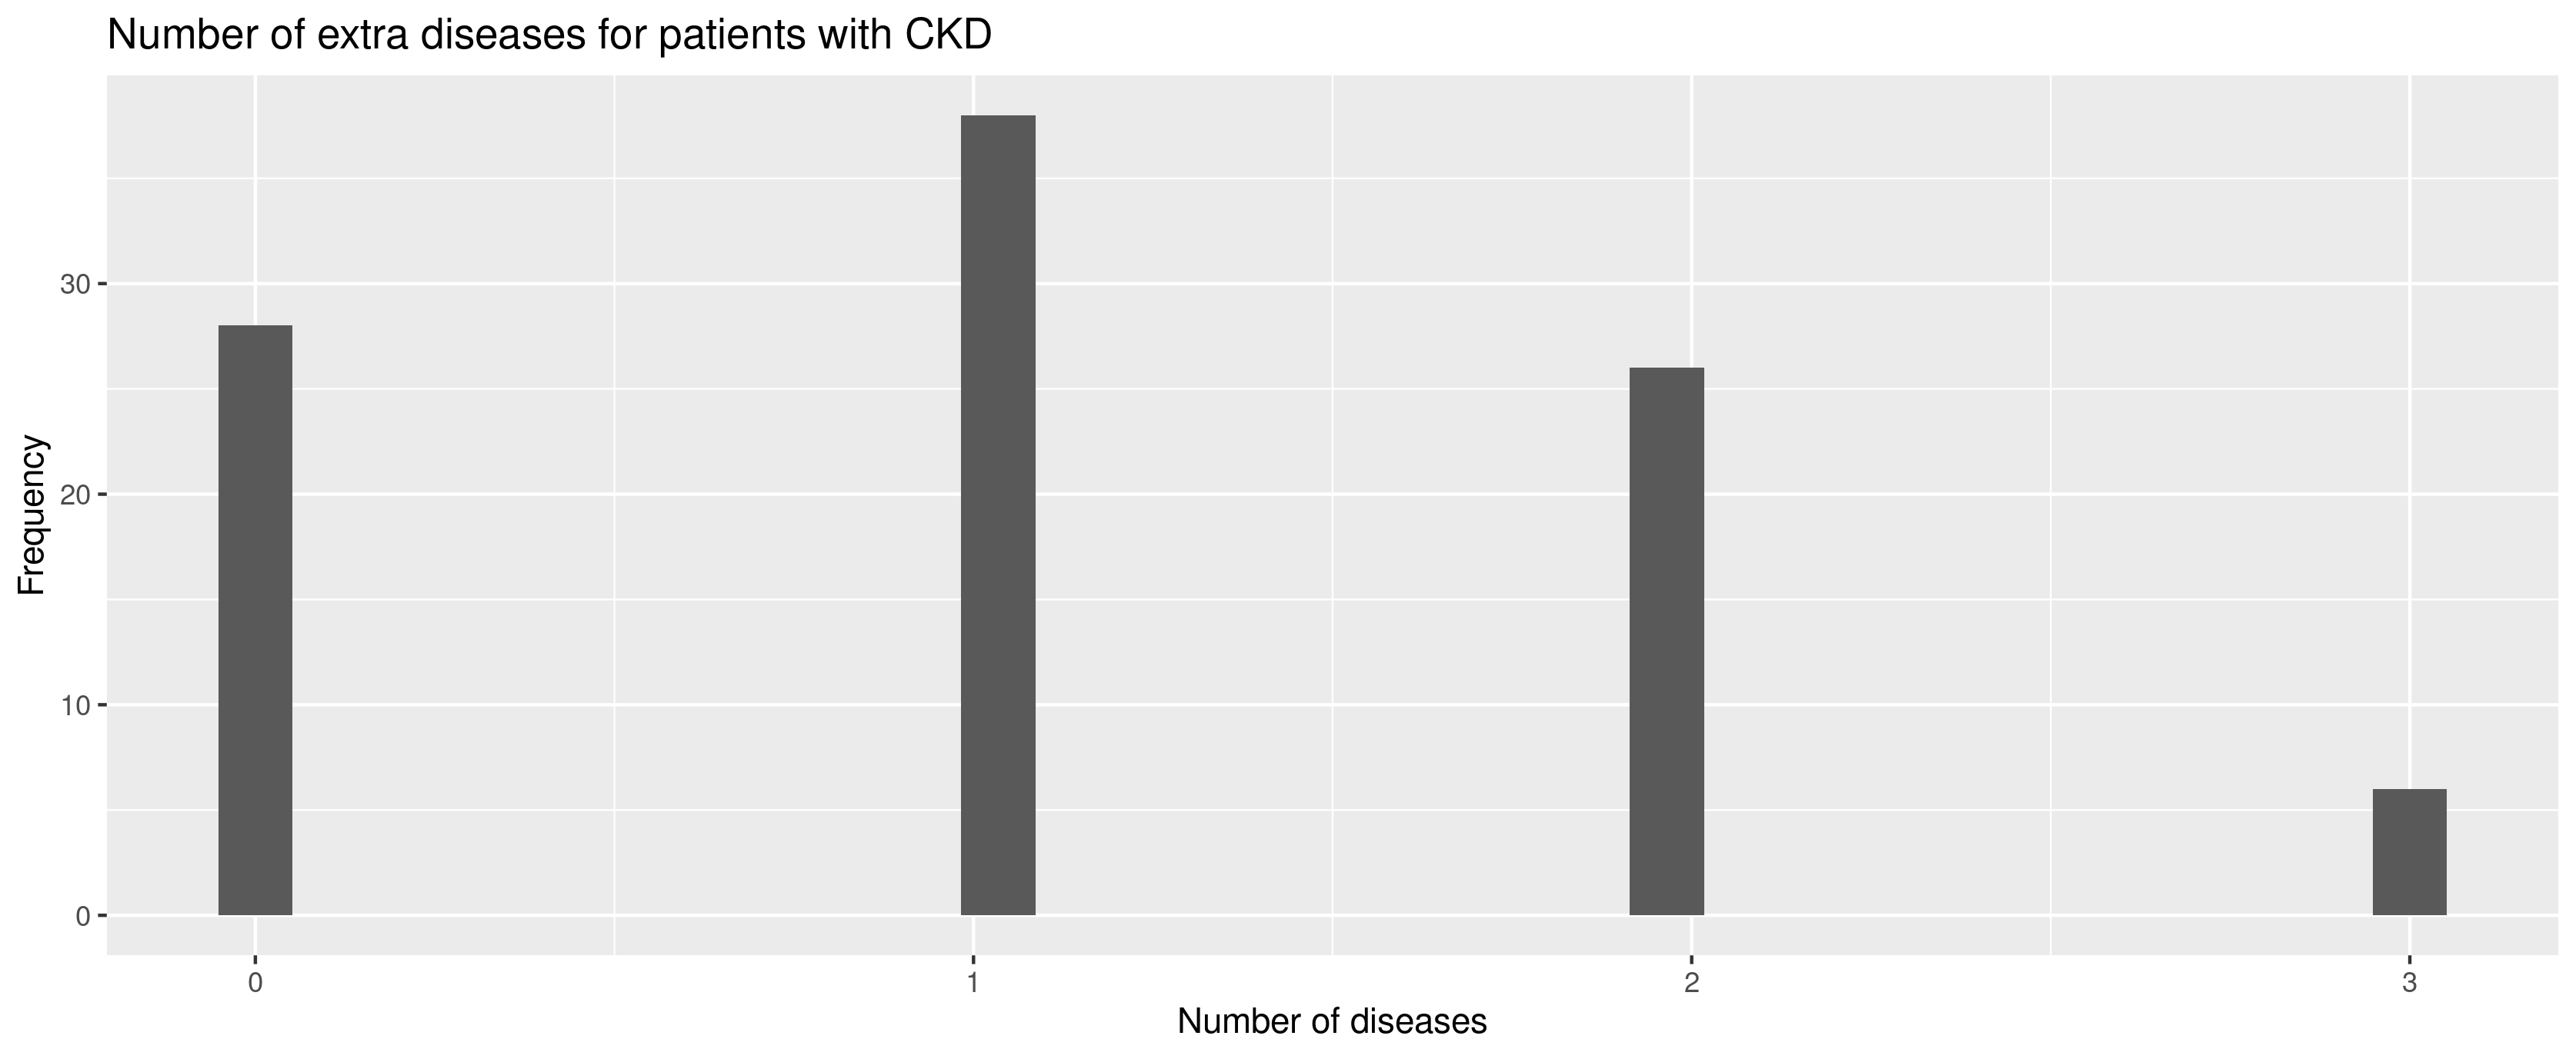 Number of extra diseases for patients with CKD
Frequency
30
20
10
0
0 1 2 3
Number of diseases